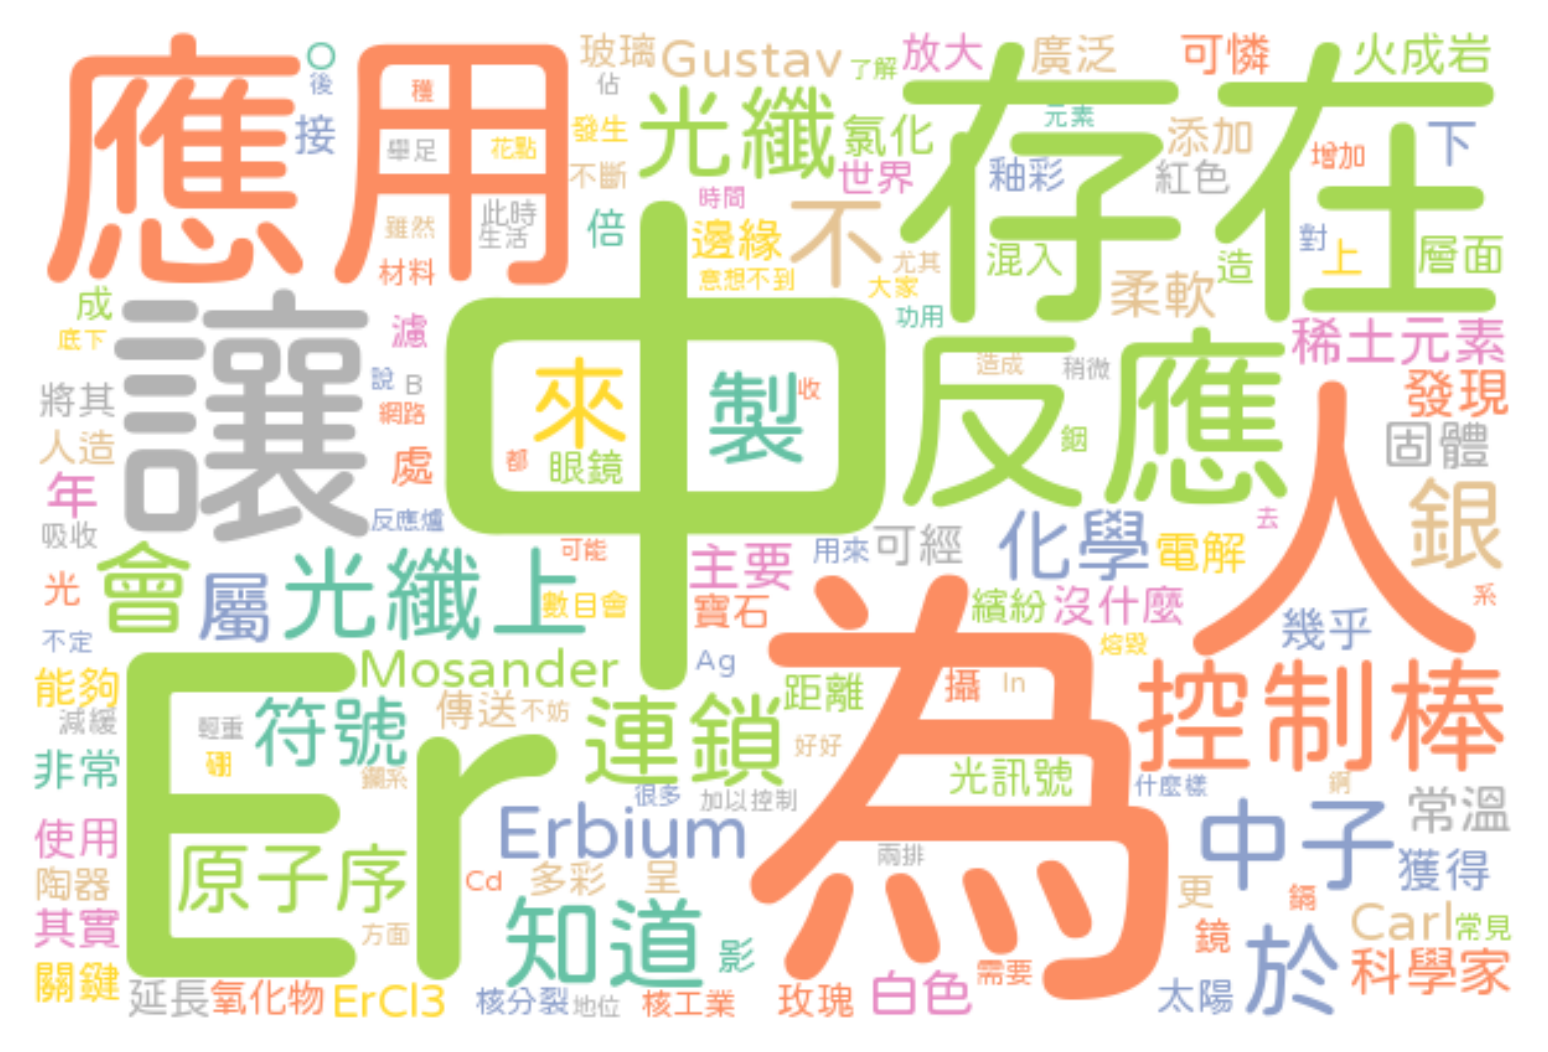 應用
存在
O
後
接
穫
舉足
花點
雖然
此時
生活
材料
玻璃
Gustav
佔
了解
放大
廣泛
可憐
火成岩
發生
光纖
氯化
元素
添加
下
增加
不斷
世界
釉彩
紅色
時間
倍
邊緣
不
尤其
混入
造
對
上
層面
意想不到
大家
柔軟
成
底下
讓
濾
中
功用
反應
稀土元素
將其
說
B
網路
來
製
收
造成
稍微
發現
人造
處
都
眼鏡
鋼
人
固體
年
吸收
反應爐
可能
主要
用來
可經
化學
電解
去
銀
光
會
屬
光纖上
數目會
寶石
繽紛
沒什麼
幾乎
系
不定
熔毀
能夠
Er
Mosander
Ag
為
距離
攝
In
控制棒
減緩
輕重
符號
傳送
不妨
連鎖
好好
非常
硼
鑭系
很多
加以控制
光訊號
什麼樣
鋼
使用
原子序
Erbium
中子
常溫
陶器
Cd
多彩
呈
兩排
獲得
更
鎘
其實
方面
知道
影
鏡
於
Carl
常見
關鍵
延長
氧化物
ErCl3
核分裂
地位
核工業
玫瑰
白色
需要
太陽
科學家